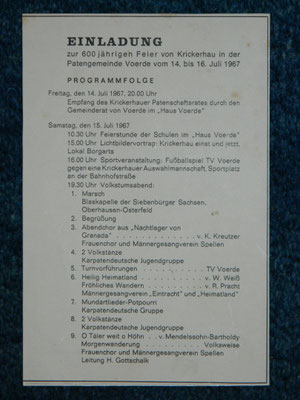 EINLADUNG
zur 600 jährigen Feier von Krickerhau in der
Patengemeinde Voerde vom 14. bis 16. Juli 1967
PROGRAMMFOLGE
Freitag, den 14. Juli 1967, 20.00 Uhr
Empfang des Krickerhauer Patenschaftsrates durch den
Gemeinderat von Voerde im „Haus Voerde"
Samstag, den 15. Juli 1967
10.30 Uhr Feierstunde der Schulen im „Haus Voerde"
15.00 Uhr Lichtbildervortrag: Krickerhau einst und jetzt.
Lokal Borgarts
16.00 Uhr Sportveranstaltung: Fußballspiel TV Voerde
gegen eine Krickerhauer Auswahlmannschaft, Sportplatz
an der Bahnhofstraße
19.30 Uhr Volkstumsabend:
1. Marsch
Blaskapelle der Siebenbürger Sachsen,
Oberhausen-Osterfeld
2. Begrüßung
3. Abendchor aus „Nachtlager von
Granada" . . . . . . . . . . . . . v. K. Kreutzer
Frauenchor und Männergesangverein Spellen
4. 2 Volkstänze
Karpatendeutsche Jugendgruppe
5. Turnvorführungen . . . . . . . . . TV Voerde
6. Heilig Heimatland . . . . . . . . v. W. Weiß
Fröhliches Wandern . . . . . . . . v. R. Pracht
Männergesangverein „Eintracht" und „Heimatland"
7. Mundartlieder-Potpourri
Karpatendeutsche Gruppe
8. 2 Volkstänze
Karpatendeutsche Jugendgruppe
9. O Täler weit o Höhn . . v. Mendelssohn-Bartholdy
Morgenwanderung . . . . . . . . Volksweise
Frauenchor und Männergesangverein Spellen
Leitung H. Gottschalk